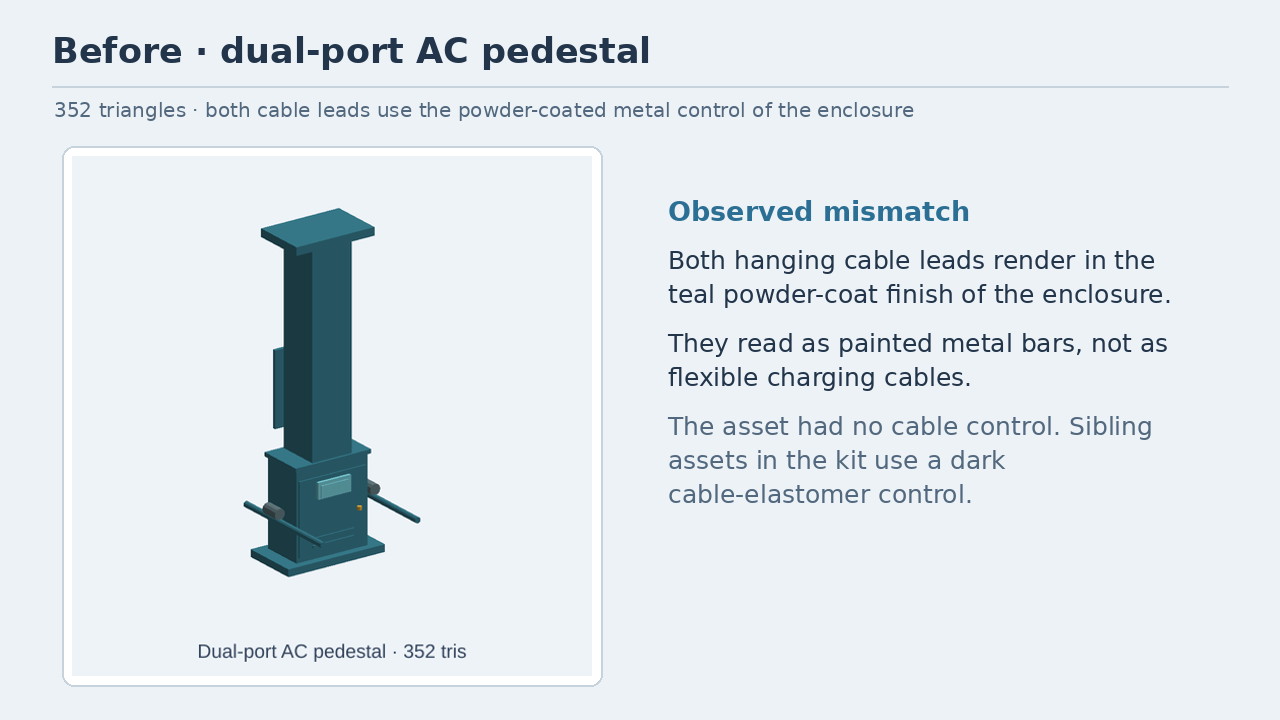 Before · dual-port AC pedestal
352 triangles · both cable leads use the powder-coated metal control of the enclosure
Dual-port AC pedestal · 352 tris
Observed mismatch
Both hanging cable leads render in the
teal powder-coat finish of the enclosure.
They read as painted metal bars, not as
flexible charging cables.
The asset had no cable control. Sibling
assets in the kit use a dark
cable-elastomer control.